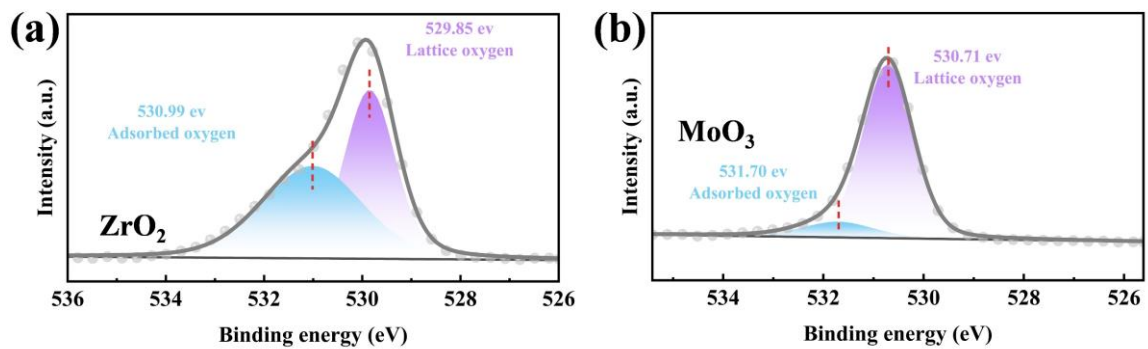 (a)
529.85 ev
Lattice oxygen
530.99 ev
Adsorbed oxygen
ZrO₂
Intensity (a.u.)
536 534 532 530 528 526
Binding energy (eV)
(b)
530.71 ev
Lattice oxygen
MoO₃
531.70 ev
Adsorbed oxygen
Intensity (a.u.)
534 532 530 528 526
Binding energy (eV)